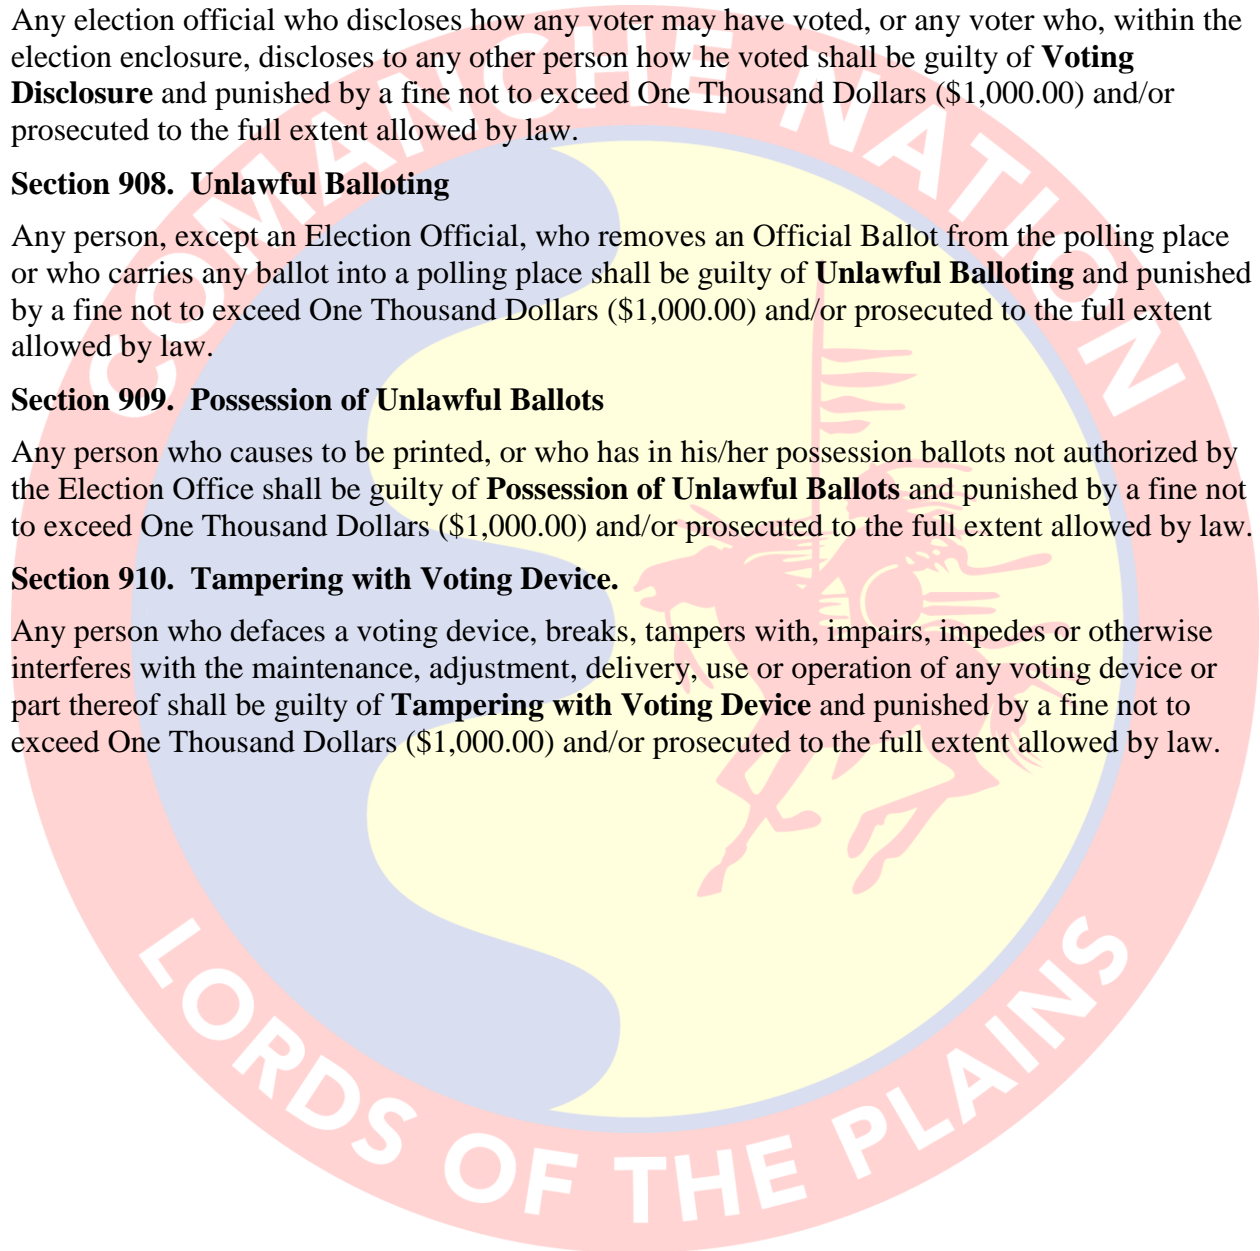 Any election official who discloses how any voter may have voted, or any voter who, within the
election enclosure, discloses to any other person how he voted shall be guilty of Voting
Disclosure and punished by a fine not to exceed One Thousand Dollars ($1,000.00) and/or
prosecuted to the full extent allowed by law.
Section 908. Unlawful Balloting
Any person, except an Election Official, who removes an Official Ballot from the polling place
or who carries any ballot into a polling place shall be guilty of Unlawful Balloting and punished
by a fine not to exceed One Thousand Dollars ($1,000.00) and/or prosecuted to the full extent
allowed by law.
Section 909. Possession of Unlawful Ballots
Any person who causes to be printed, or who has in his/her possession ballots not authorized by
the Election Office shall be guilty of Possession of Unlawful Ballots and punished by a fine not
to exceed One Thousand Dollars ($1,000.00) and/or prosecuted to the full extent allowed by law.
Section 910. Tampering with Voting Device.
Any person who defaces a voting device, breaks, tampers with, impairs, impedes or otherwise
interferes with the maintenance, adjustment, delivery, use or operation of any voting device or
part thereof shall be guilty of Tampering with Voting Device and punished by a fine not to
exceed One Thousand Dollars ($1,000.00) and/or prosecuted to the full extent allowed by law.
COMANCHE NATION
LORDS OF THE PLAINS